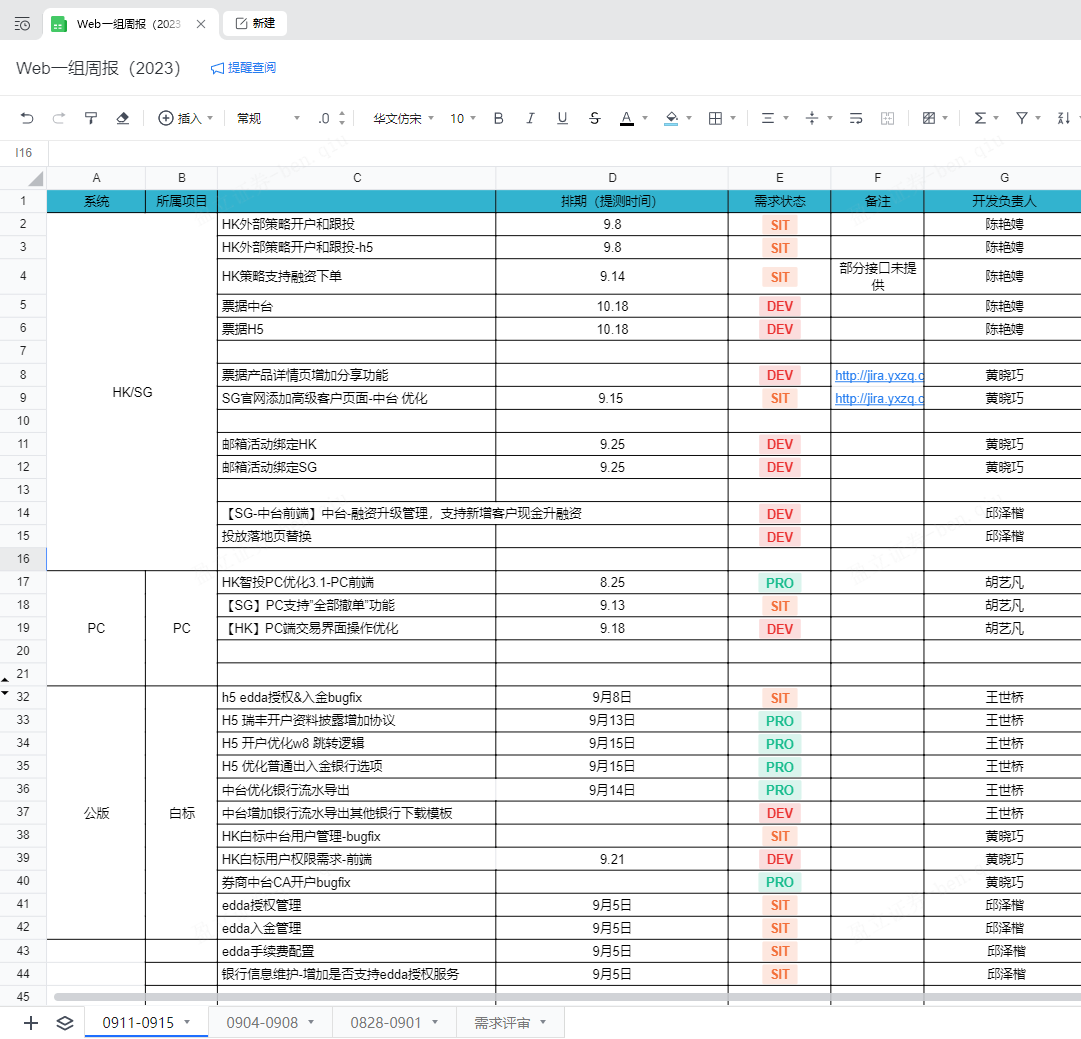 Web一组周报（2023
新建
Web一组周报（2023） 提醒查阅
插入 常规 .0 华文仿宋 10 B I U S A
I16
A B C D E F G
1 系统 所属项目 排期（提测时间） 需求状态 备注 开发负责人
2 HK外部策略开户和跟投 9.8 SIT 陈艳娉
3 HK外部策略开户和跟投-h5 9.8 SIT 陈艳娉
4 HK策略支持融资下单 9.14 SIT 部分接口未提供 陈艳娉
5 票据中台 10.18 DEV 陈艳娉
6 票据H5 10.18 DEV 陈艳娉
7
8 票据产品详情页增加分享功能 DEV http://jira.yxzq.c 黄晓巧
HK/SG
9 SG官网添加高级客户页面-中台 优化 9.15 SIT http://jira.yxzq.c 黄晓巧
10
11 邮箱活动绑定HK 9.25 DEV 黄晓巧
12 邮箱活动绑定SG 9.25 DEV 黄晓巧
13
14 【SG-中台前端】中台-融资升级管理，支持新增客户现金升融资 DEV 邱泽楷
15 投放落地页替换 DEV 邱泽楷
16
17 HK智投PC优化3.1-PC前端 8.25 PRO 胡艺凡
18 【SG】PC支持”全部撤单”功能 9.13 SIT 胡艺凡
19 PC PC 【HK】PC端交易界面操作优化 9.18 DEV 胡艺凡
20
21
32 h5 edda授权&入金bugfix 9月8日 SIT 王世桥
33 H5 瑞丰开户资料披露增加协议 9月13日 PRO 王世桥
34 H5 开户优化w8 跳转逻辑 9月15日 PRO 王世桥
35 H5 优化普通出入金银行选项 9月15日 PRO 王世桥
36 中台优化银行流水导出 9月14日 PRO 王世桥
37 公版 白标 中台增加银行流水导出其他银行下载模板 DEV 王世桥
38 HK白标中台用户管理-bugfix SIT 黄晓巧
39 HK白标用户权限需求-前端 9.21 DEV 黄晓巧
40 券商中台CA开户bugfix PRO 黄晓巧
41 edda授权管理 9月5日 SIT 邱泽楷
42 edda入金管理 9月5日 SIT 邱泽楷
43 edda手续费配置 9月5日 SIT 邱泽楷
44 银行信息维护-增加是否支持edda授权服务 9月5日 SIT 邱泽楷
45
0911-0915 0904-0908 0828-0901 需求评审